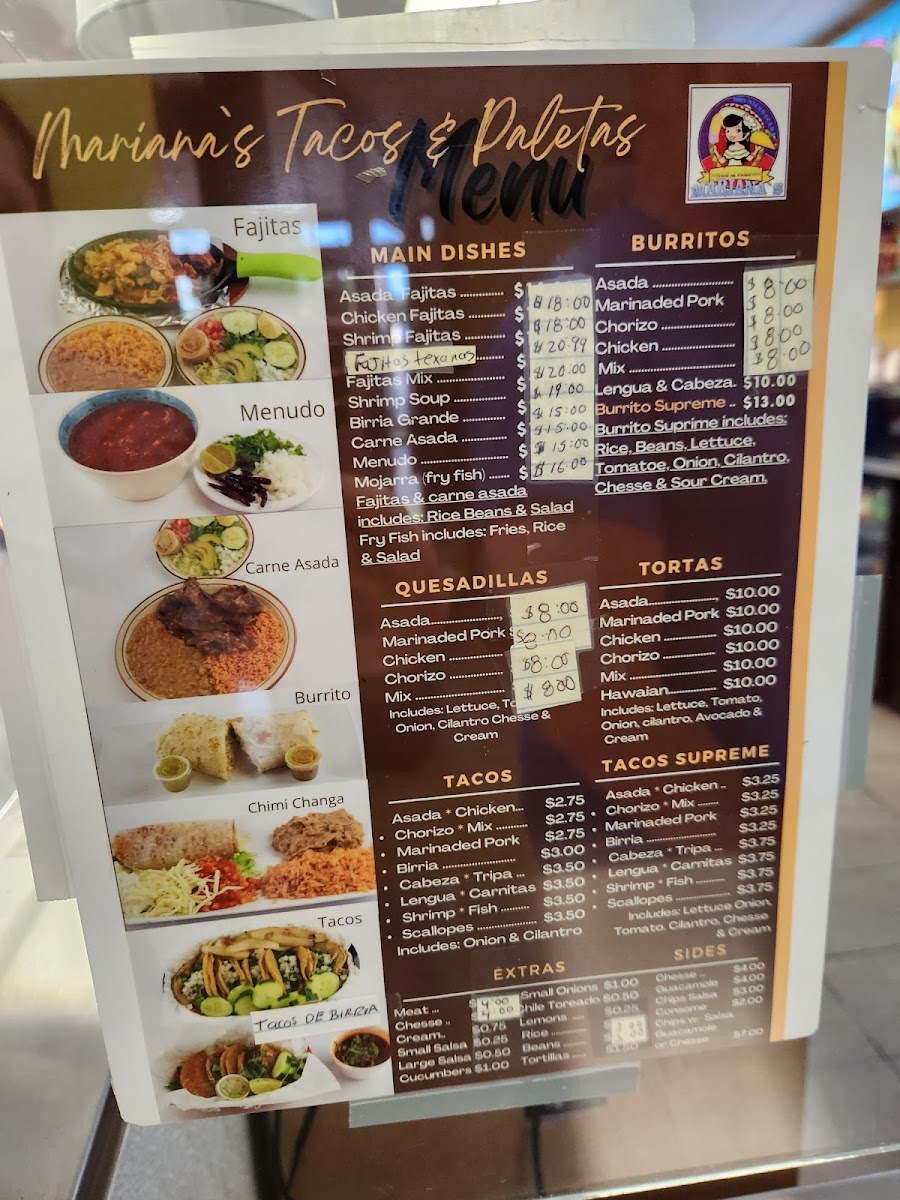 Mariana's Tacos & Paletas
Menu
MARIANA'S
Fajitas
Menudo
Carne Asada
Burrito
Chimi Changa
Tacos
TACOS DE BIRRIA
MAIN DISHES
Asada Fajitas ............ $
Chicken Fajitas ........... $
Shrimp Fajitas $
Fajitas texanas ....... $
Fajitas Mix .................... $
Shrimp Soup ................ $
Birria Grande .............. $
Carne Asada ............... $
Menudo ........................ $
Mojarra (fry fish) ...... $
$18:00
$18:00
$20.99
$20.00
$19.00
$15:00
$15:00
$15:00
$16.00
Fajitas & carne asada
includes: Rice Beans & Salad
Fry Fish includes: Fries, Rice
& Salad
BURRITOS
Asada ........................ $8.00
Marinaded Pork $8.00
Chorizo ...................... $8:00
Chicken ..................... $8:00
Mix .............................
Lengua & Cabeza. $10.00
Burrito Supreme .. $13.00
Burrito Suprime includes:
Rice, Beans, Lettuce,
Tomatoe, Onion, Cilantro,
Chesse & Sour Cream.
QUESADILLAS
Asada..................... $8:00
Marinaded Pork $8.00
Chicken ................ $8:00
Chorizo ................ $8.00
Mix ..........................
Includes: Lettuce,
Onion, Cilantro Chesse &
Cream
TORTAS
Asada..................... $10.00
Marinaded Pork $10.00
Chicken ............... $10.00
Chorizo ................ $10.00
Mix ......................... $10.00
Hawaian............... $10.00
Includes: Lettuce, Tomato,
Onion, cilantro, Avocado &
Cream
TACOS
Asada * Chicken... $2.75
• Chorizo * Mix .......... $2.75
• Marinaded Pork $2.75
• Birria ........................ $3.00
• Cabeza * Tripa ... $3.50
• Lengua * Carnitas $3.50
• Shrimp * Fish ......... $3.50
• Scallopes .................. $3.50
Includes: Onion & Cilantro
TACOS SUPREME
Asada * Chicken .. $3.25
• Chorizo * Mix ...... $3.25
• Marinaded Pork $3.25
• Birria ...................... $3.25
• Cabeza * Tripa ... $3.75
• Lengua * Carnitas $3.75
• Shrimp * Fish ........ $3.75
• Scallopes ................ $3.75
Includes: Lettuce Onion,
Tomato, Cilantro, Chesse
& Cream
EXTRAS
Meat ... $4.00
Chesse .. 4.00
Cream.. $0.75
Small Salsa $0.25
Large Salsa $0.50
Cucumbers $1.00
Small Onions $1.00
Chile Toreado $0.50
Lemons ...... $0.25
Rice ..........
Beans ........
Tortillas .... $1.50
SIDES
Chesse .. $4.00
Guacamole $4.00
Chips Salsa $3.00
Consome $2.00
Chips w/ Salsa,
Guacamole
or Chesse $7.00